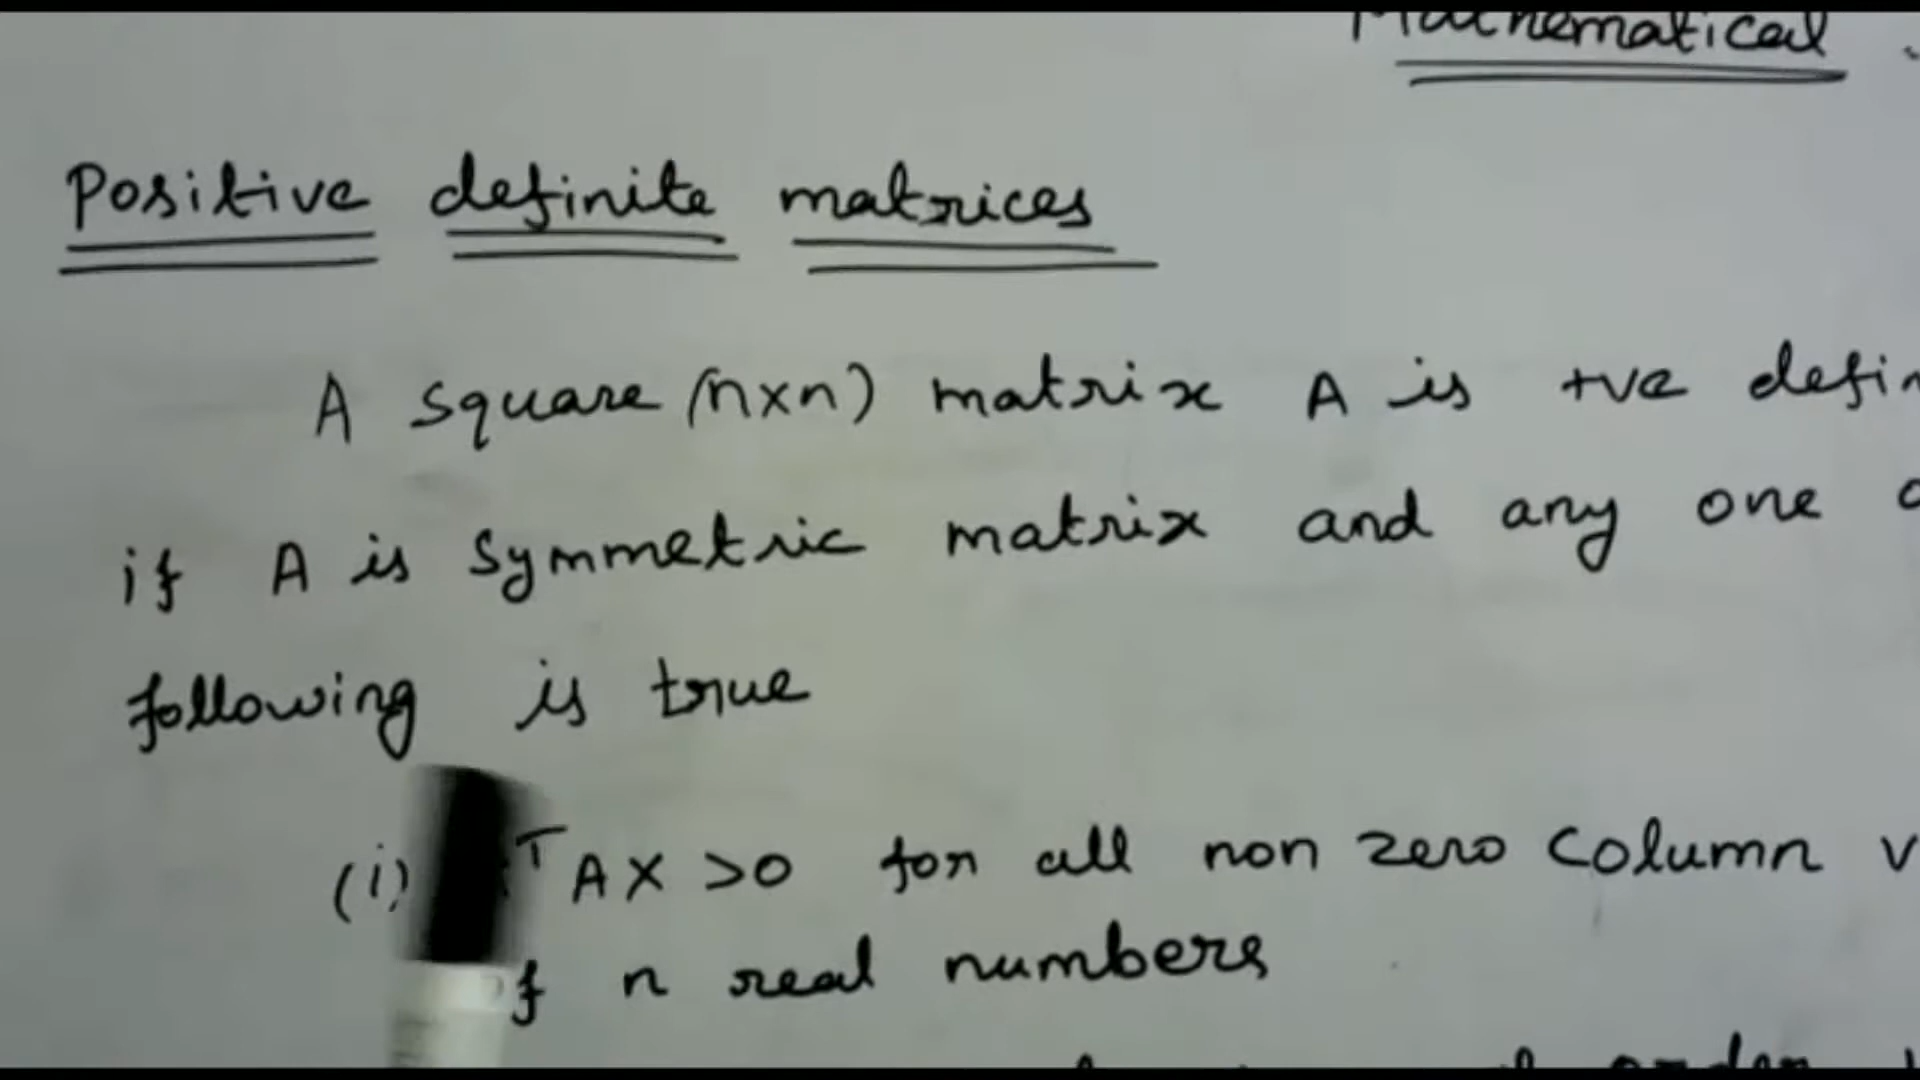 Mathematical
Positive definite matrices
A square (n×n) matrix A is +ve defin
if A is symmetric matrix and any one
following is true
(i) ᵀAX >0 for all non zero column v
f n real numbers
order